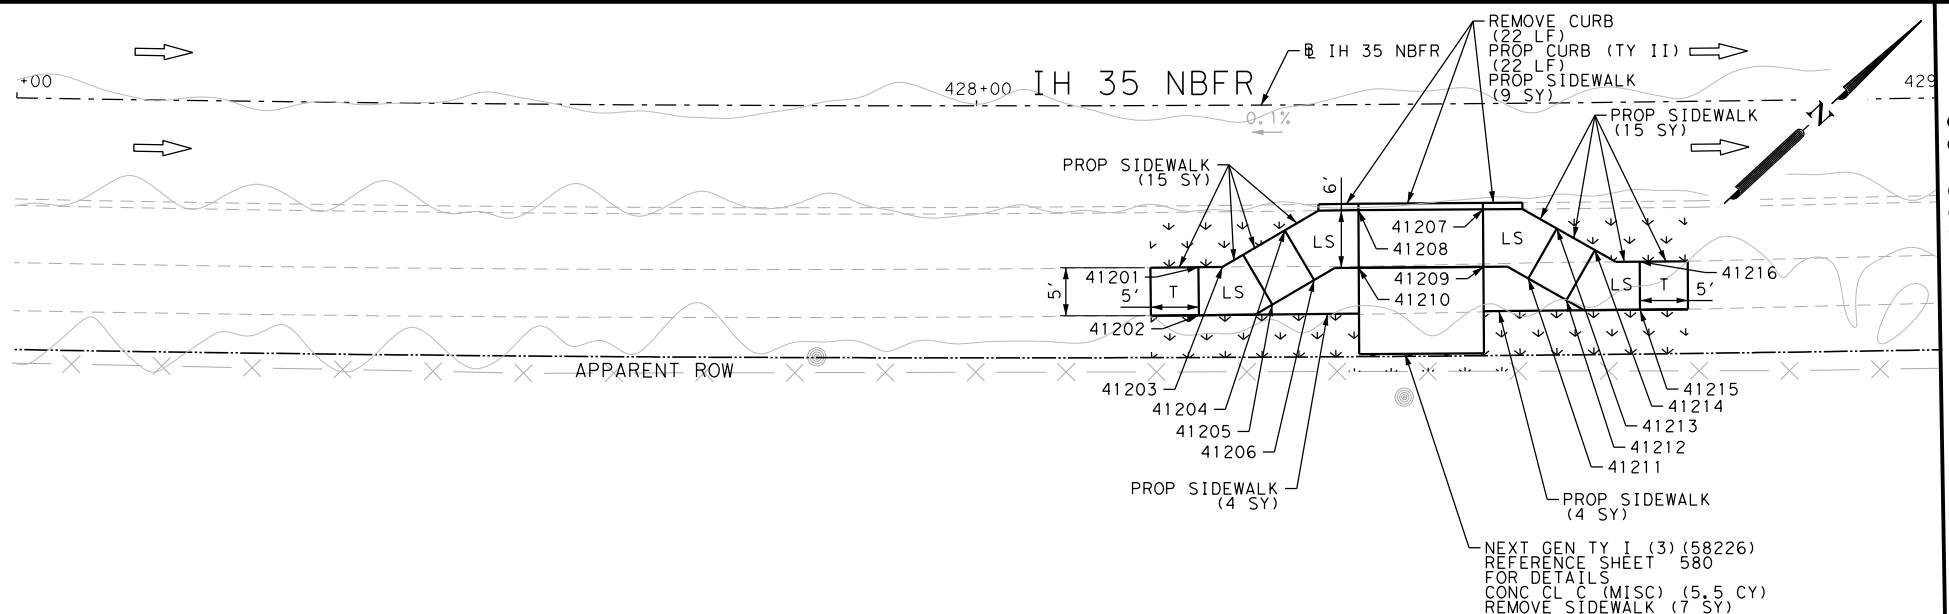 REMOVE CURB
(22 LF)
PROP CURB (TY II)
(22 LF)
PROP SIDEWALK
(9 SY)
℄ IH 35 NBFR
IH 35 NBFR
+00
428+00
429
0.1%
N
PROP SIDEWALK
(15 SY)
PROP SIDEWALK
(15 SY)
6'
41207
41208
LS
LS
41201
41209
41216
5'
5'
T
LS
41210
LS
T
5'
41202
APPARENT ROW
41203
41204
41205
41206
41215
41214
41213
41212
41211
PROP SIDEWALK
(4 SY)
PROP SIDEWALK
(4 SY)
NEXT GEN TY I (3)(58226)
REFERENCE SHEET 580
FOR DETAILS
CONC CL C (MISC) (5.5 CY)
REMOVE SIDEWALK (7 SY)